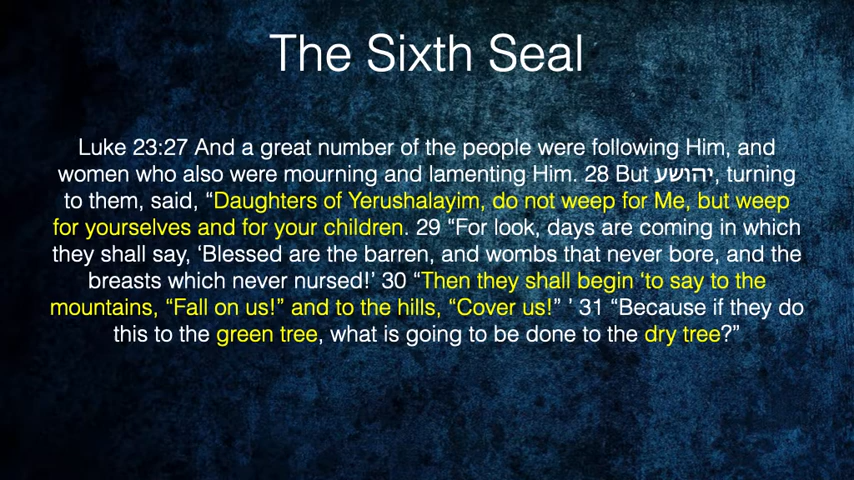 The Sixth Seal
Luke 23:27 And a great number of the people were following Him, and
women who also were mourning and lamenting Him. 28 But יהושע, turning
to them, said, “Daughters of Yerushalayim, do not weep for Me, but weep
for yourselves and for your children. 29 “For look, days are coming in which
they shall say, ‘Blessed are the barren, and wombs that never bore, and the
breasts which never nursed!’ 30 “Then they shall begin ‘to say to the
mountains, “Fall on us!” and to the hills, “Cover us!” ’ 31 “Because if they do
this to the green tree, what is going to be done to the dry tree?”